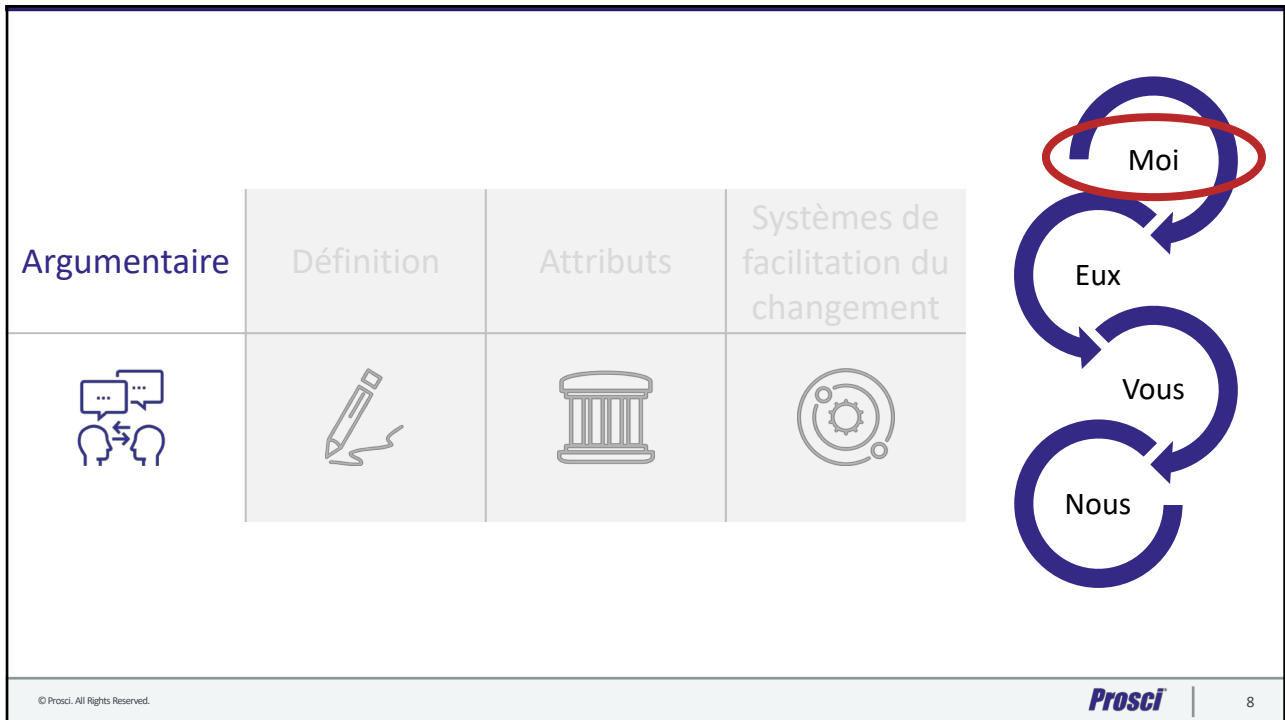 Argumentaire
Définition
Attributs
Systèmes de
facilitation du
changement
Moi
Eux
Vous
Nous
© Prosci. All Rights Reserved.
Prosci
8